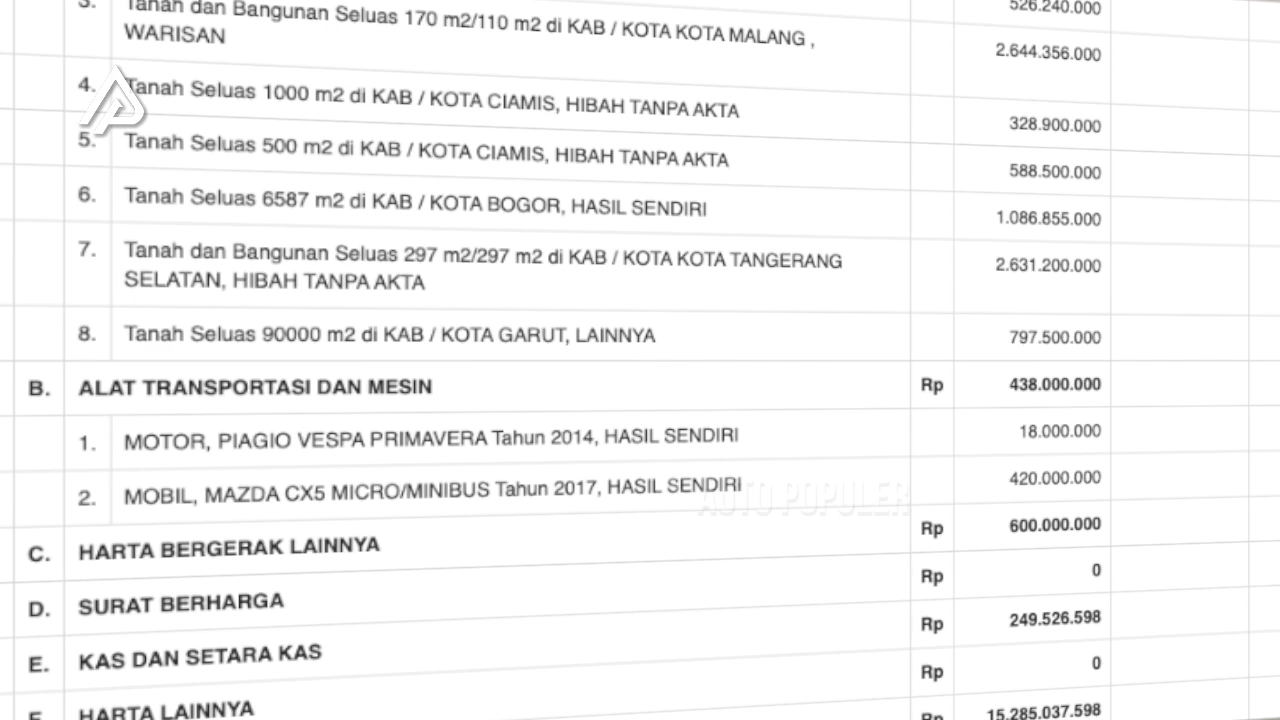 3. Tanah dan Bangunan Seluas 170 m2/110 m2 di KAB / KOTA KOTA MALANG , 526.240.000
WARISAN 2.644.356.000
4. Tanah Seluas 1000 m2 di KAB / KOTA CIAMIS, HIBAH TANPA AKTA 328.900.000
5. Tanah Seluas 500 m2 di KAB / KOTA CIAMIS, HIBAH TANPA AKTA 588.500.000
6. Tanah Seluas 6587 m2 di KAB / KOTA BOGOR, HASIL SENDIRI 1.086.855.000
7. Tanah dan Bangunan Seluas 297 m2/297 m2 di KAB / KOTA KOTA TANGERANG 2.631.200.000
SELATAN, HIBAH TANPA AKTA
8. Tanah Seluas 90000 m2 di KAB / KOTA GARUT, LAINNYA 797.500.000
B. ALAT TRANSPORTASI DAN MESIN Rp 438.000.000
1. MOTOR, PIAGIO VESPA PRIMAVERA Tahun 2014, HASIL SENDIRI 18.000.000
2. MOBIL, MAZDA CX5 MICRO/MINIBUS Tahun 2017, HASIL SENDIRI 420.000.000
AUTO POPULER
C. HARTA BERGERAK LAINNYA Rp 600.000.000
D. SURAT BERHARGA Rp 0
E. KAS DAN SETARA KAS Rp 249.526.598
F. HARTA LAINNYA Rp 0
Rp 15.285.037.598